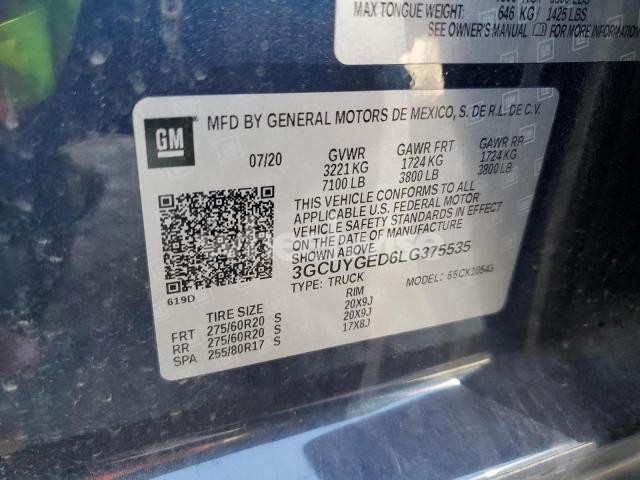 MAX TONGUE WEIGHT: 646 KG/ 1425 LBS
SEE OWNER'S MANUAL FOR MORE INFORMATION
GM
MFD BY GENERAL MOTORS DE MEXICO, S. DE R.L. DE C.V.
07/20 GVWR GAWR FRT GAWR RR
3221 KG 1724 KG 1724 KG
7100 LB 3800 LB 3800 LB
THIS VEHICLE CONFORMS TO ALL
APPLICABLE U.S. FEDERAL MOTOR
VEHICLE SAFETY STANDARDS IN EFFECT
ON THE DATE OF MANUFACTURE
3GCUYGED6LG375535
TYPE: TRUCK MODEL: 65CK10543
619D
TIRE SIZE RIM
FRT 275/60R20 S 20X9J
RR 275/60R20 S 20X9J
SPA 255/80R17 S 17X8J